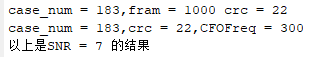 case_num = 183,fram = 1000 crc = 22
case_num = 183,crc = 22,CFOFreq = 300
以上是SNR = 7 的结果